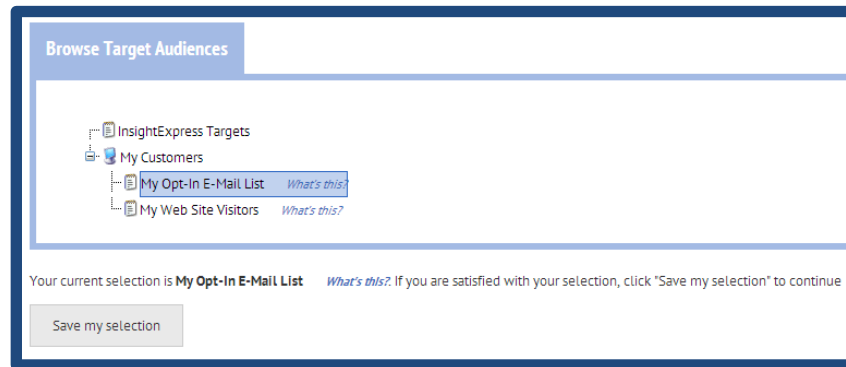 Browse Target Audiences
InsightExpress Targets
My Customers
My Opt-In E-Mail List What's this?
My Web Site Visitors What's this?
Your current selection is My Opt-In E-Mail List What's this?. If you are satisfied with your selection, click "Save my selection" to continue
Save my selection